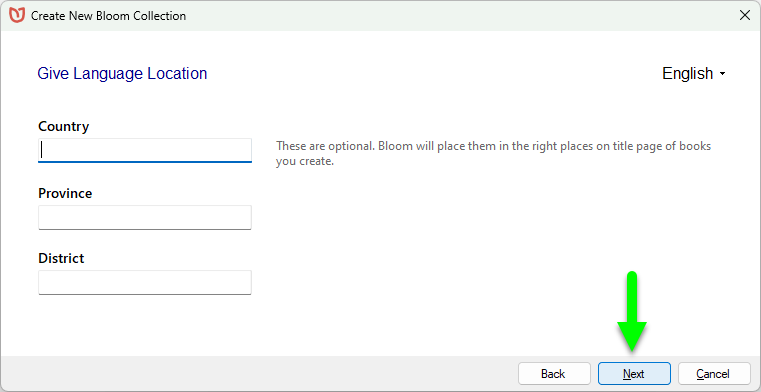 Create New Bloom Collection
Give Language Location
English
Country
These are optional. Bloom will place them in the right places on title page of books
you create.
Province
District
Back
Next
Cancel